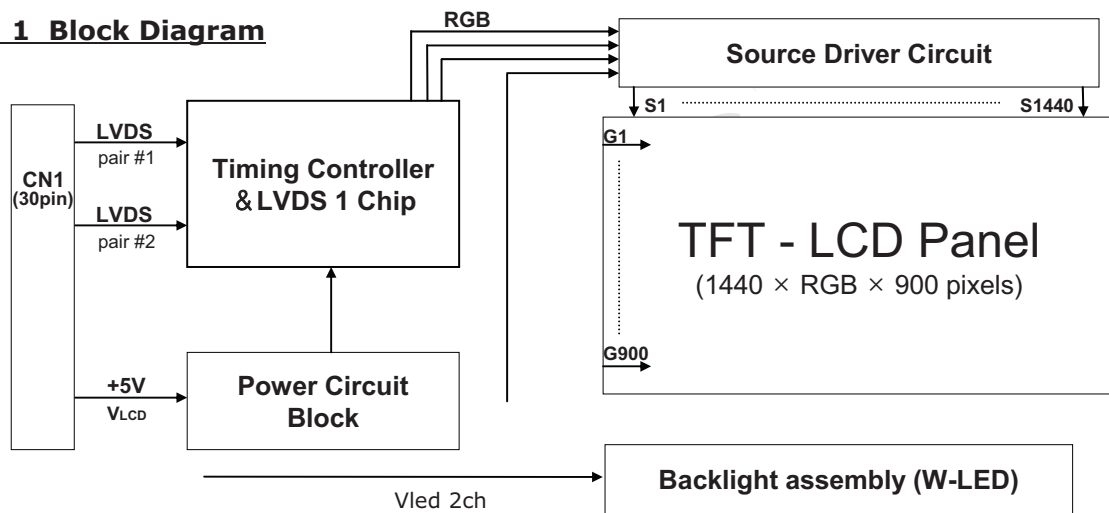 1 Block Diagram
RGB
Source Driver Circuit
S1
S1440
CN1
(30pin)
LVDS
pair #1
LVDS
pair #2
Timing Controller
&LVDS 1 Chip
G1
TFT - LCD Panel
(1440 × RGB × 900 pixels)
G900
+5V
VLCD
Power Circuit
Block
Vled 2ch
Backlight assembly (W-LED)